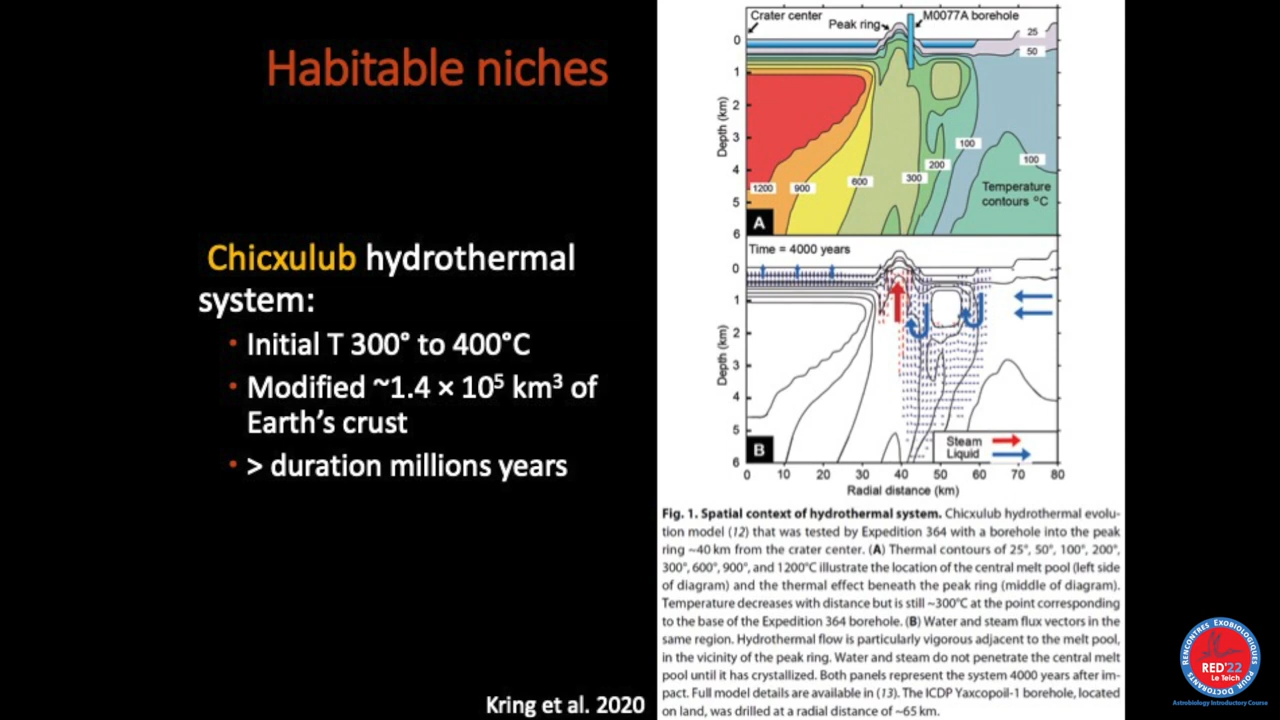 Habitable niches
Chicxulub hydrothermal
system:
• Initial T 300° to 400°C
• Modified ~1.4 × 10⁵ km³ of
Earth's crust
• > duration millions years
Kring et al. 2020
Crater center
Peak ring
M0077A borehole
25
50
0
1
2
3
4
5
6
Depth (km)
100
100
200
300
600
900
1200
Temperature
contours °C
A
Time = 4000 years
0
1
2
3
4
5
6
Depth (km)
B
Steam
Liquid
0 10 20 30 40 50 60 70 80
Radial distance (km)
Fig. 1. Spatial context of hydrothermal system. Chicxulub hydrothermal evolu-
tion model (12) that was tested by Expedition 364 with a borehole into the peak
ring ~40 km from the crater center. (A) Thermal contours of 25°, 50°, 100°, 200°,
300°, 600°, 900°, and 1200°C illustrate the location of the central melt pool (left side
of diagram) and the thermal effect beneath the peak ring (middle of diagram).
Temperature decreases with distance but is still ~300°C at the point corresponding
to the base of the Expedition 364 borehole. (B) Water and steam flux vectors in the
same region. Hydrothermal flow is particularly vigorous adjacent to the melt pool,
in the vicinity of the peak ring. Water and steam do not penetrate the central melt
pool until it has crystallized. Both panels represent the system 4000 years after im-
pact. Full model details are available in (13). The ICDP Yaxcopoil-1 borehole, located
on land, was drilled at a radial distance of ~65 km.
RENCONTRES EXOBIOLOGIQUES
POUR DOCTORANTS
RED'22
Le Teich
Astrobiology Introductory Course